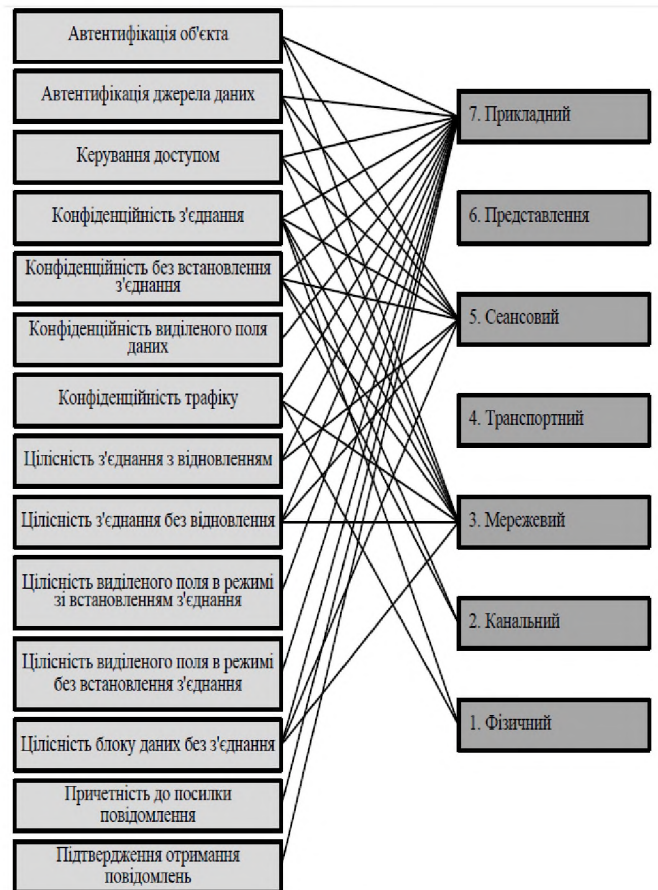 Автентифікація об'єкта
Автентифікація джерела даних
Керування доступом
Конфіденційність з'єднання
Конфіденційність без встановлення
з'єднання
Конфіденційність виділеного поля
даних
Конфіденційність трафіку
Цілісність з'єднання з відновленням
Цілісність з'єднання без відновлення
Цілісність виділеного поля в режимі
зі встановленням з'єднання
Цілісність виділеного поля в режимі
без встановлення з'єднання
Цілісність блоку даних без з'єднання
Причетність до посилки
повідомлення
Підтвердження отримання
повідомлень
7. Прикладний
6. Представлення
5. Сеансовий
4. Транспортний
3. Мережевий
2. Канальний
1. Фізичний